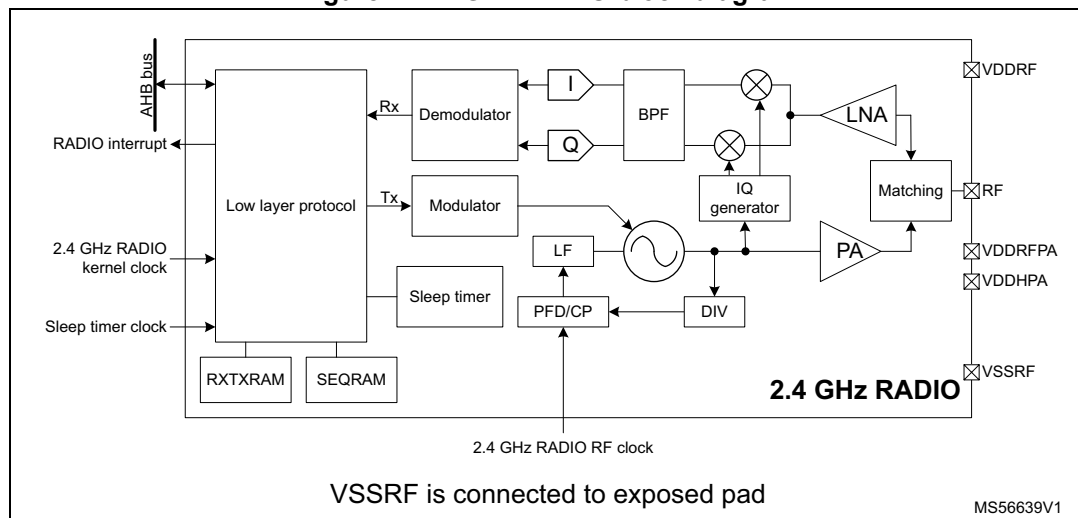 AHB bus
RADIO interrupt
2.4 GHz RADIO
kernel clock
Sleep timer clock
Low layer protocol
RXTXRAM
SEQRAM
Rx
Demodulator
I
Q
BPF
LNA
Tx
Modulator
IQ
generator
Matching
LF
PA
Sleep timer
PFD/CP
DIV
VDDRF
RF
VDDRFPA
VDDHPA
VSSRF
2.4 GHz RADIO
2.4 GHz RADIO RF clock
VSSRF is connected to exposed pad
MS56639V1